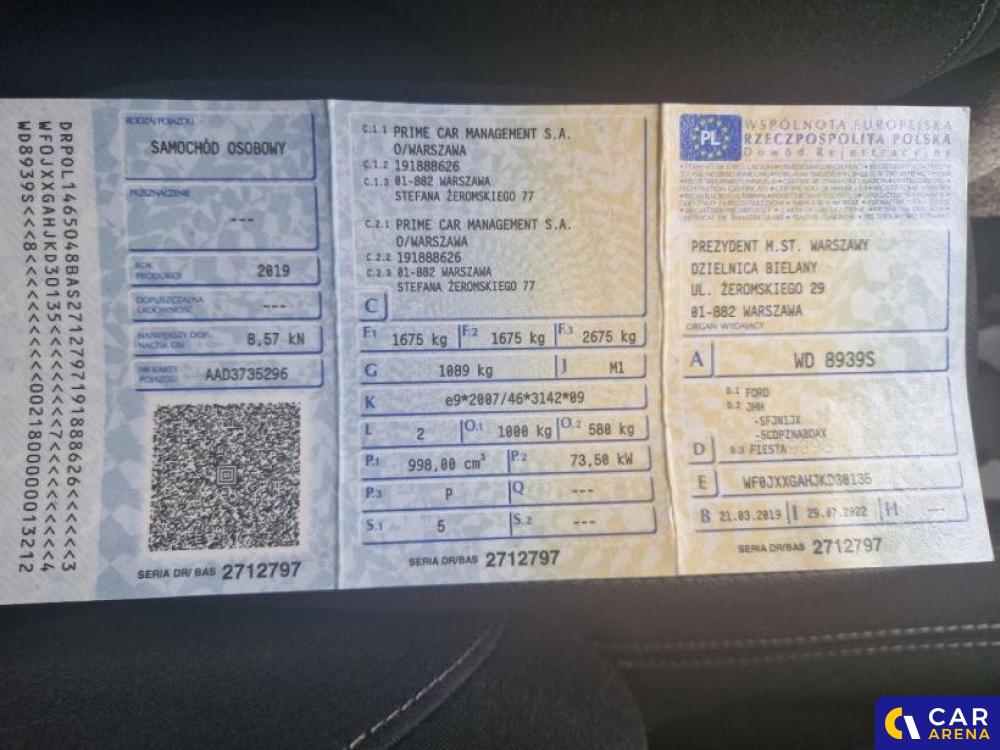 DRPOL1465048BAS2712797191888626<<<<<<3
WF0JXXGAHJKD30135<<<<<<<<7<<<<<<<<4
WD8939S<<<8<<<<<<<<<<<0021800000013212
RODZAJ POJAZDU
SAMOCHÓD OSOBOWY
PRZEZNACZENIE
---
ROK
PRODUKCJI
2019
DOPUSZCZALNA
ŁADOWNOŚĆ
---
NAJWIĘKSZY DOP.
NACISK OSI
8,57 kN
NR KARTY
POJAZDU
AAD3735296
SERIA DR/BAS 2712797
C.1.1 PRIME CAR MANAGEMENT S.A.
O/WARSZAWA
C.1.2 191888626
C.1.3 01-882 WARSZAWA
STEFANA ŻEROMSKIEGO 77
C.2.1 PRIME CAR MANAGEMENT S.A.
O/WARSZAWA
C.2.2 191888626
C.2.3 01-882 WARSZAWA
STEFANA ŻEROMSKIEGO 77
C
F.1 1675 kg F.2 1675 kg F.3 2675 kg
G 1089 kg J M1
K e9*2007/46*3142*09
L 2 O.1 1000 kg O.2 580 kg
P.1 998,00 cm³ P.2 73,50 kW
P.3 P Q ---
S.1 5 S.2 ---
SERIA DR/BAS 2712797
PL
WSPÓLNOTA EUROPEJSKA
RZECZPOSPOLITA POLSKA
Dowód Rejestracyjny
PREZYDENT M.ST. WARSZAWY
DZIELNICA BIELANY
UL. ŻEROMSKIEGO 29
01-882 WARSZAWA
ORGAN WYDAJĄCY
A WD 8939S
D.1 FORD
D.2 JHH
-SFJN1JX
-5CDPZNABDAX
D D.3 FIESTA
E WF0JXXGAHJKD30135
B 21.03.2019 I 25.07.2022 H ---
SERIA DR/BAS 2712797
CAR
ARENA